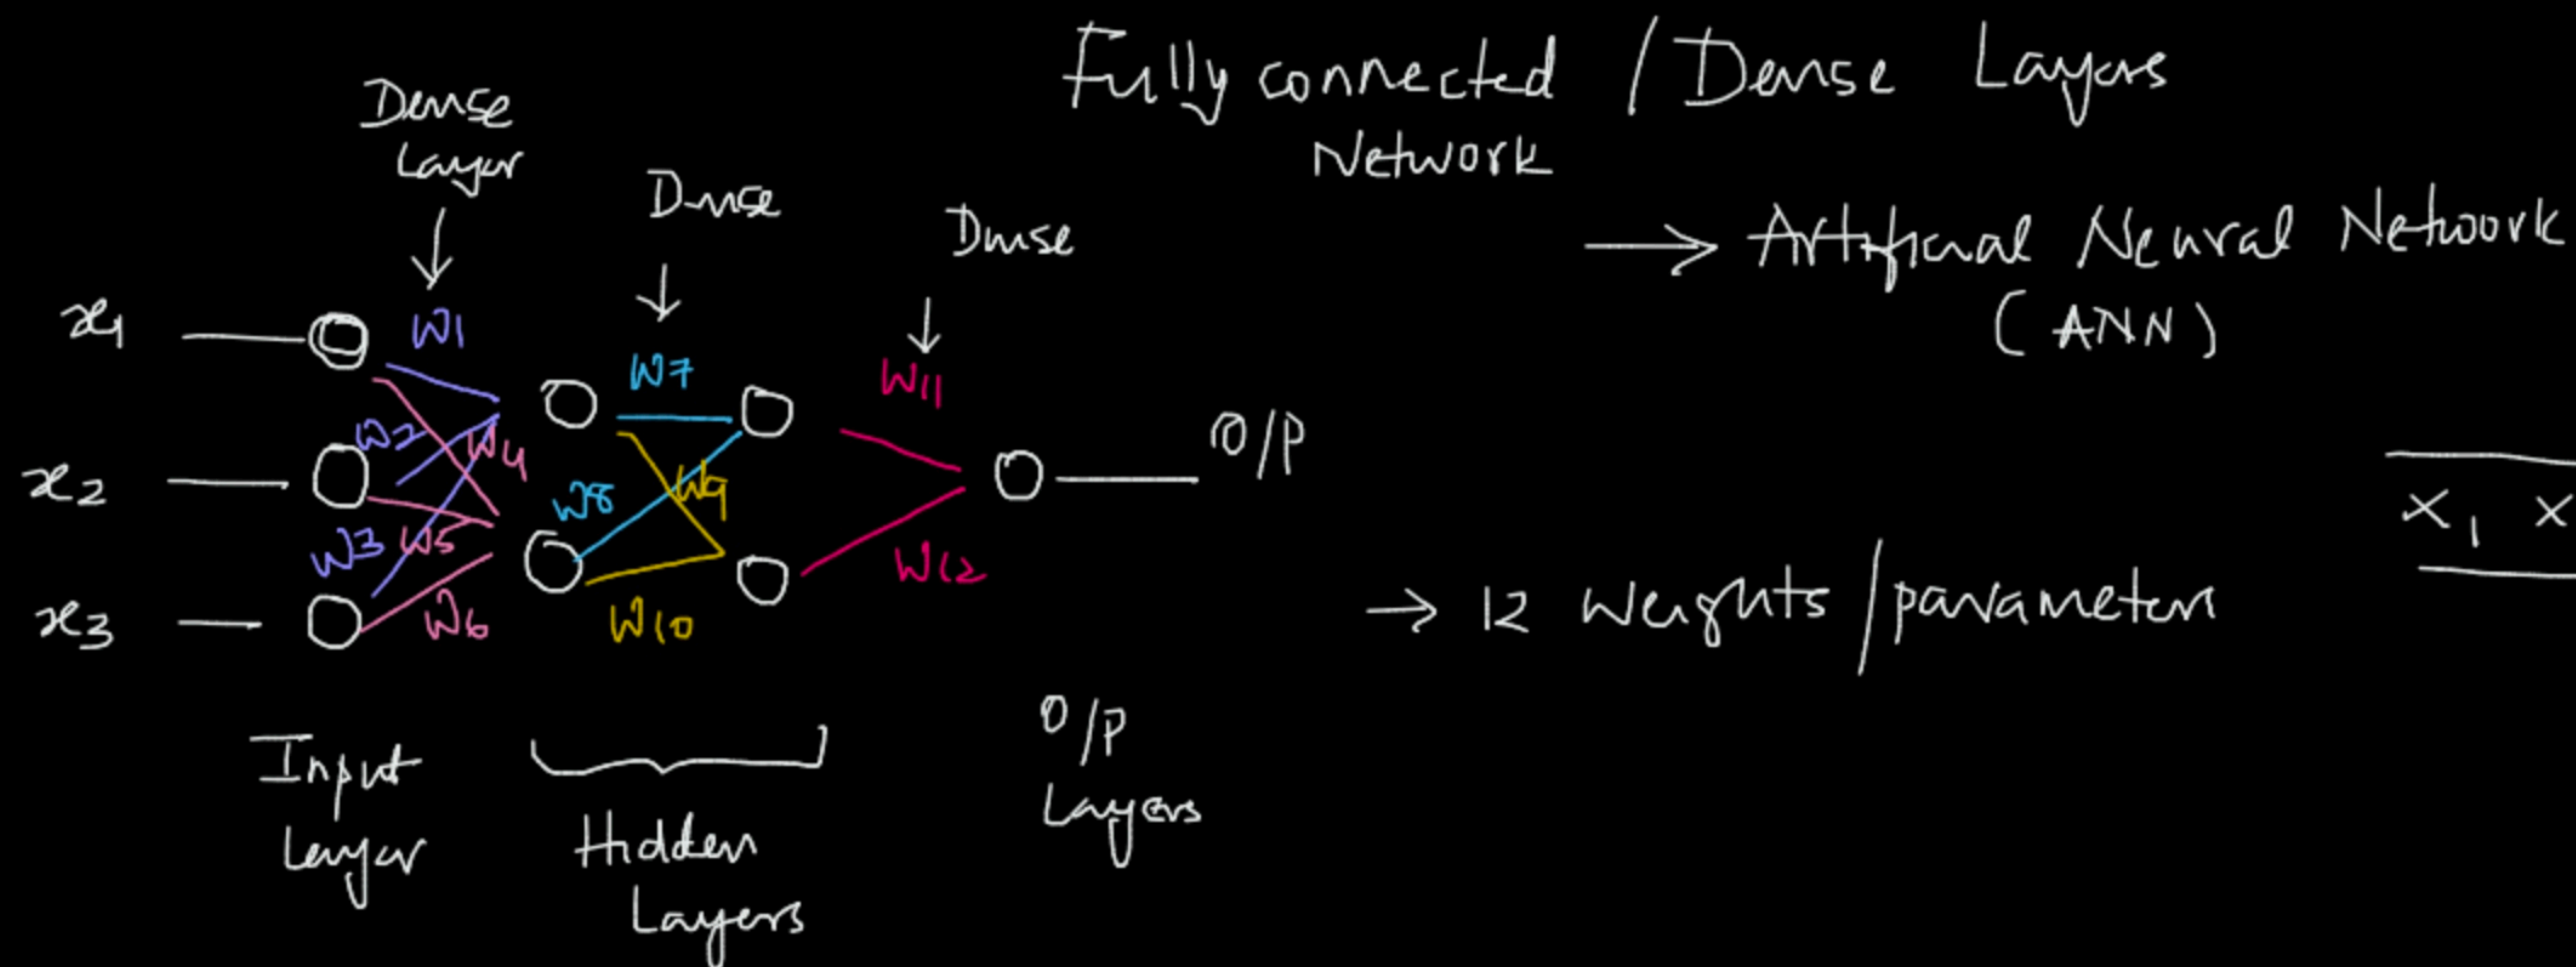 Fully connected / Dense Layers
Network
→ Artificial Neural Network
(ANN)
Dense
Layer
Dense
Dense
x1
x2
x3
W1
W2
W3
W4
W5
W6
W7
W8
W9
W10
W11
W12
O/P
→ 12 Weights/parameters
x1 x
Input
Layer
Hidden
Layers
O/P
Layers